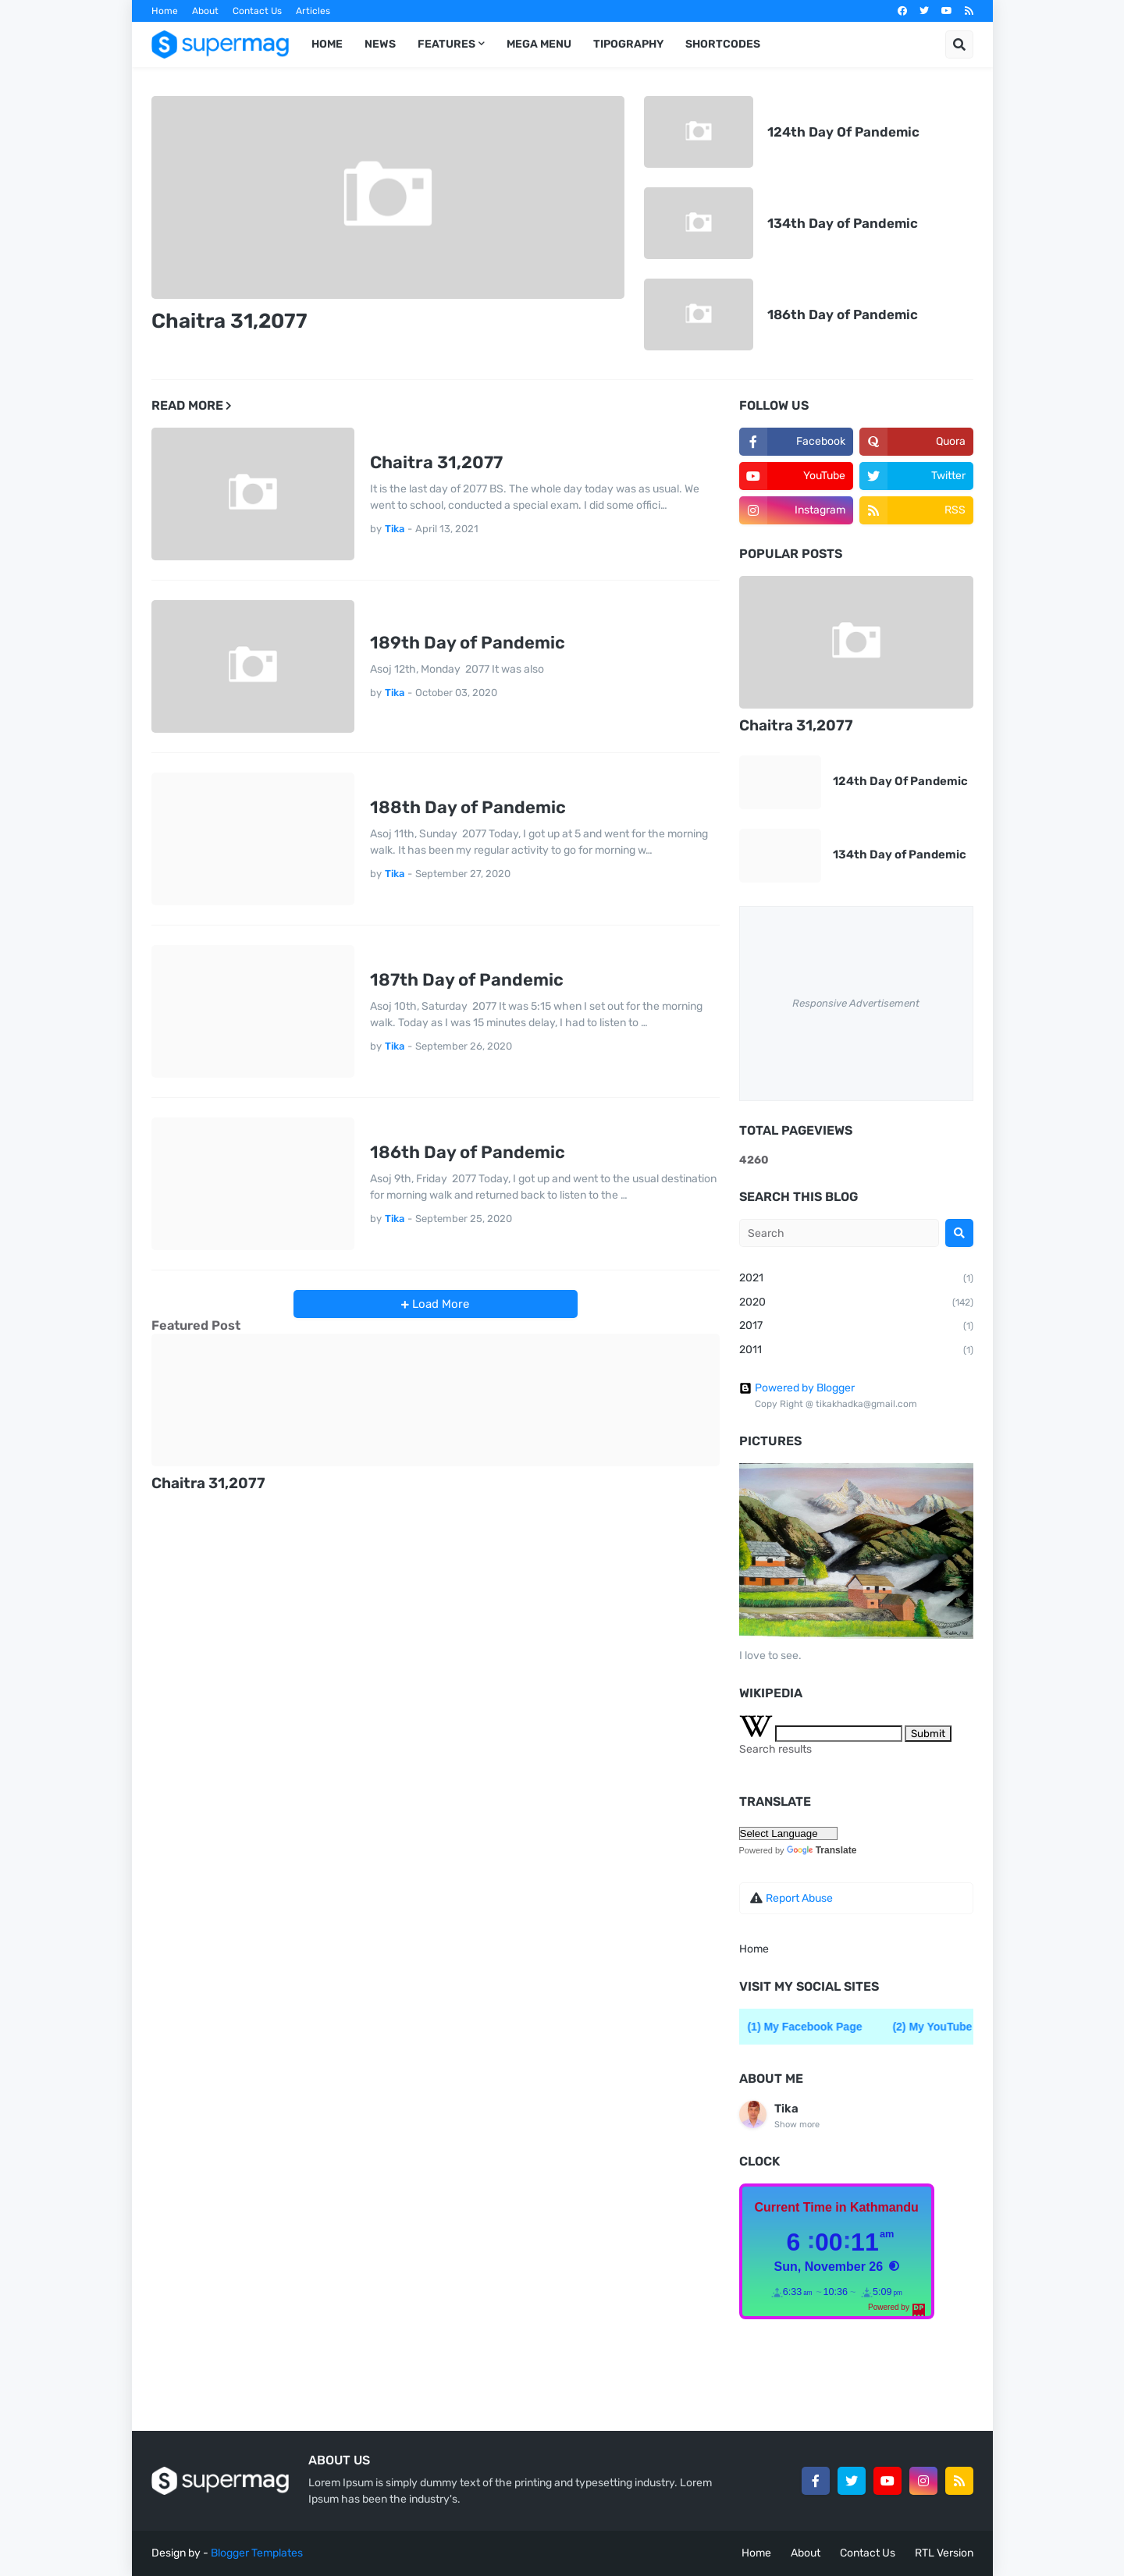 Home About Contact Us Articles
supermag HOME NEWS FEATURES MEGA MENU TIPOGRAPHY SHORTCODES
Chaitra 31,2077
124th Day Of Pandemic
134th Day of Pandemic
186th Day of Pandemic
READ MORE
Chaitra 31,2077
It is the last day of 2077 BS. The whole day today was as usual. We
went to school, conducted a special exam. I did some offici…
by Tika - April 13, 2021
189th Day of Pandemic
Asoj 12th, Monday 2077 It was also
by Tika - October 03, 2020
188th Day of Pandemic
Asoj 11th, Sunday 2077 Today, I got up at 5 and went for the morning
walk. It has been my regular activity to go for morning w…
by Tika - September 27, 2020
187th Day of Pandemic
Asoj 10th, Saturday 2077 It was 5:15 when I set out for the morning
walk. Today as I was 15 minutes delay, I had to listen to …
by Tika - September 26, 2020
186th Day of Pandemic
Asoj 9th, Friday 2077 Today, I got up and went to the usual destination
for morning walk and returned back to listen to the …
by Tika - September 25, 2020
Load More
Featured Post
Chaitra 31,2077
FOLLOW US
Facebook Quora
YouTube Twitter
Instagram RSS
POPULAR POSTS
Chaitra 31,2077
124th Day Of Pandemic
134th Day of Pandemic
Responsive Advertisement
TOTAL PAGEVIEWS
4260
SEARCH THIS BLOG
Search
2021 (1)
2020 (142)
2017 (1)
2011 (1)
Powered by Blogger
Copy Right @ tikakhadka@gmail.com
PICTURES
I love to see.
WIKIPEDIA
W Submit
Search results
TRANSLATE
Select Language
Powered by Google Translate
Report Abuse
Home
VISIT MY SOCIAL SITES
(1) My Facebook Page (2) My YouTube
ABOUT ME
Tika
Show more
CLOCK
Current Time in Kathmandu
6 :00:11 am
Sun, November 26
6:33 am 10:36 5:09 pm
Powered by DP
supermag
ABOUT US
Lorem Ipsum is simply dummy text of the printing and typesetting industry. Lorem
Ipsum has been the industry's.
Design by - Blogger Templates
Home About Contact Us RTL Version